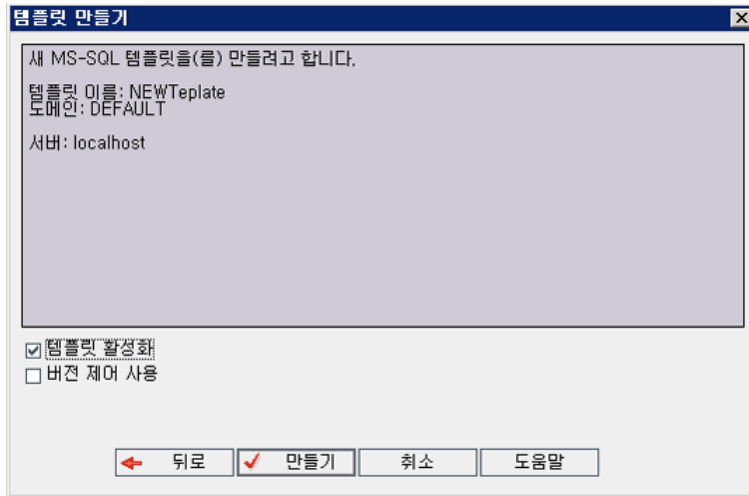 템플릿 만들기
새 MS-SQL 템플릿을(를) 만들려고 합니다.
템플릿 이름: NEWTeplate
도메인: DEFAULT
서버: localhost
템플릿 활성화
버전 제어 사용
뒤로 만들기 취소 도움말